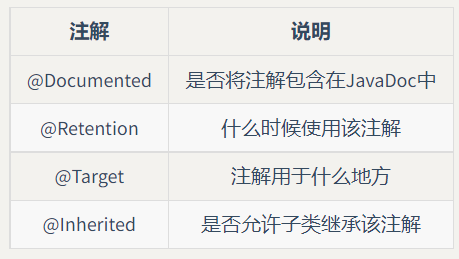 注解 说明
@Documented 是否将注解包含在JavaDoc中
@Retention 什么时候使用该注解
@Target 注解用于什么地方
@Inherited 是否允许子类继承该注解